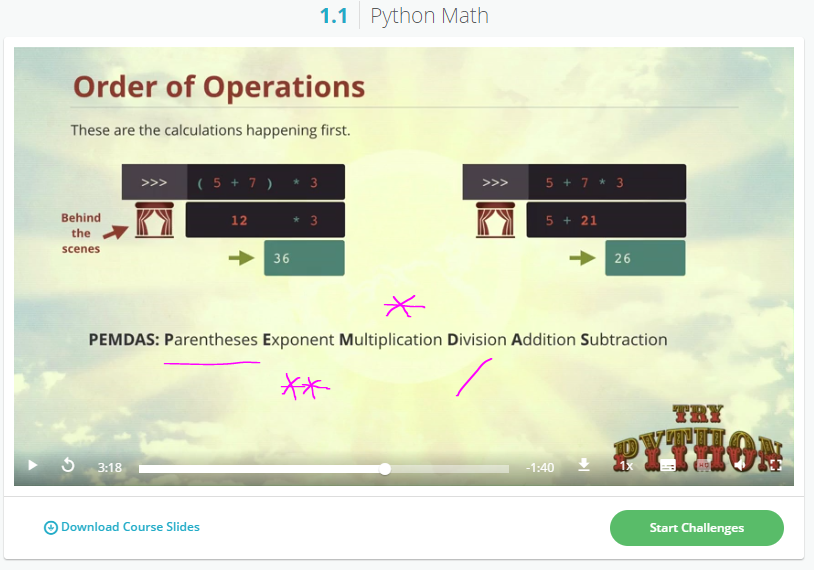 1.1 Python Math
Order of Operations
These are the calculations happening first.
>>> ( 5 + 7 ) * 3
>>> 5 + 7 * 3
Behind
the
scenes
12 * 3
5 + 21
36
26
*
PEMDAS: Parentheses Exponent Multiplication Division Addition Subtraction
** /
TRY
PYTHON
3:18
-1:40
1x
HD
Download Course Slides
Start Challenges